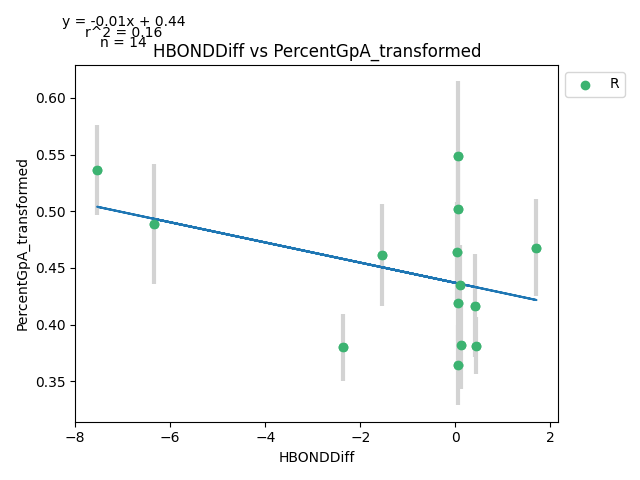 y = -0.01x + 0.44
r^2 = 0.16
n = 14
HBONDDiff vs PercentGpA_transformed
R
PercentGpA_transformed
0.60
0.55
0.50
0.45
0.40
0.35
−8
−6
−4
−2
0
2
HBONDDiff